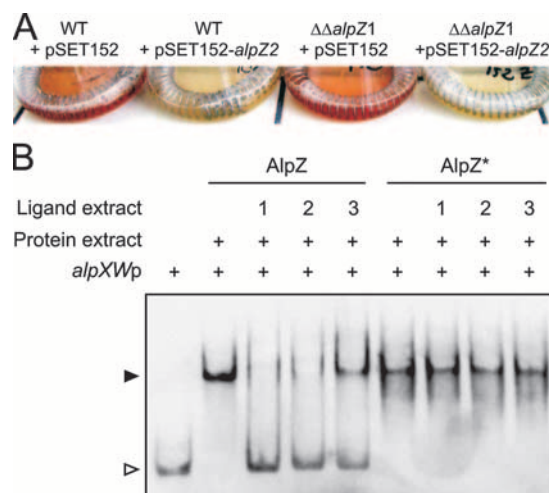 A
WT WT ΔΔalpZ1 ΔΔalpZ1
+ pSET152 + pSET152-alpZ2 + pSET152 +pSET152-alpZ2
B
AlpZ AlpZ*
Ligand extract 1 2 3 1 2 3
Protein extract + + + + + + + +
alpXWp + + + + + + + + +